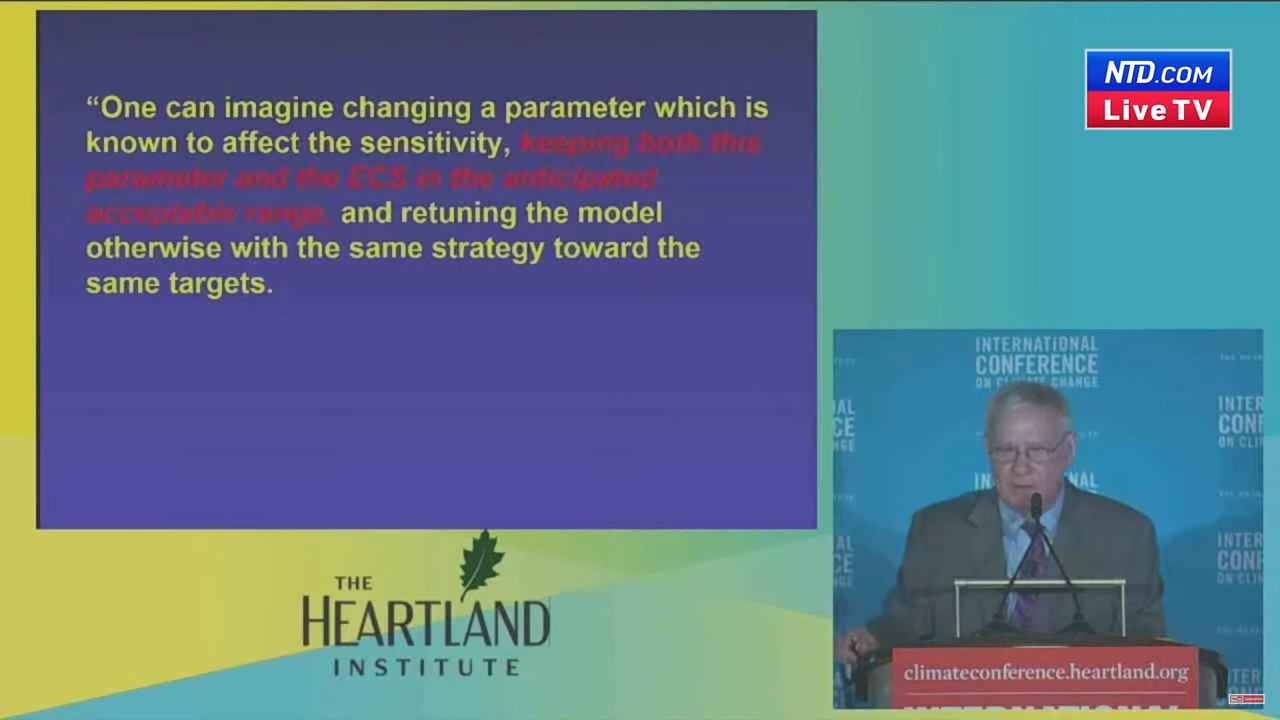 “One can imagine changing a parameter which is
known to affect the sensitivity, keeping both this
parameter and the ECS in the anticipated
acceptable range, and retuning the model
otherwise with the same strategy toward the
same targets.
NTD.COM
Live TV
THE
HEARTLAND
INSTITUTE
INTERNATIONAL
CONFERENCE
ON CLIMATE CHANGE
climateconference.heartland.org
INTERNATIONAL